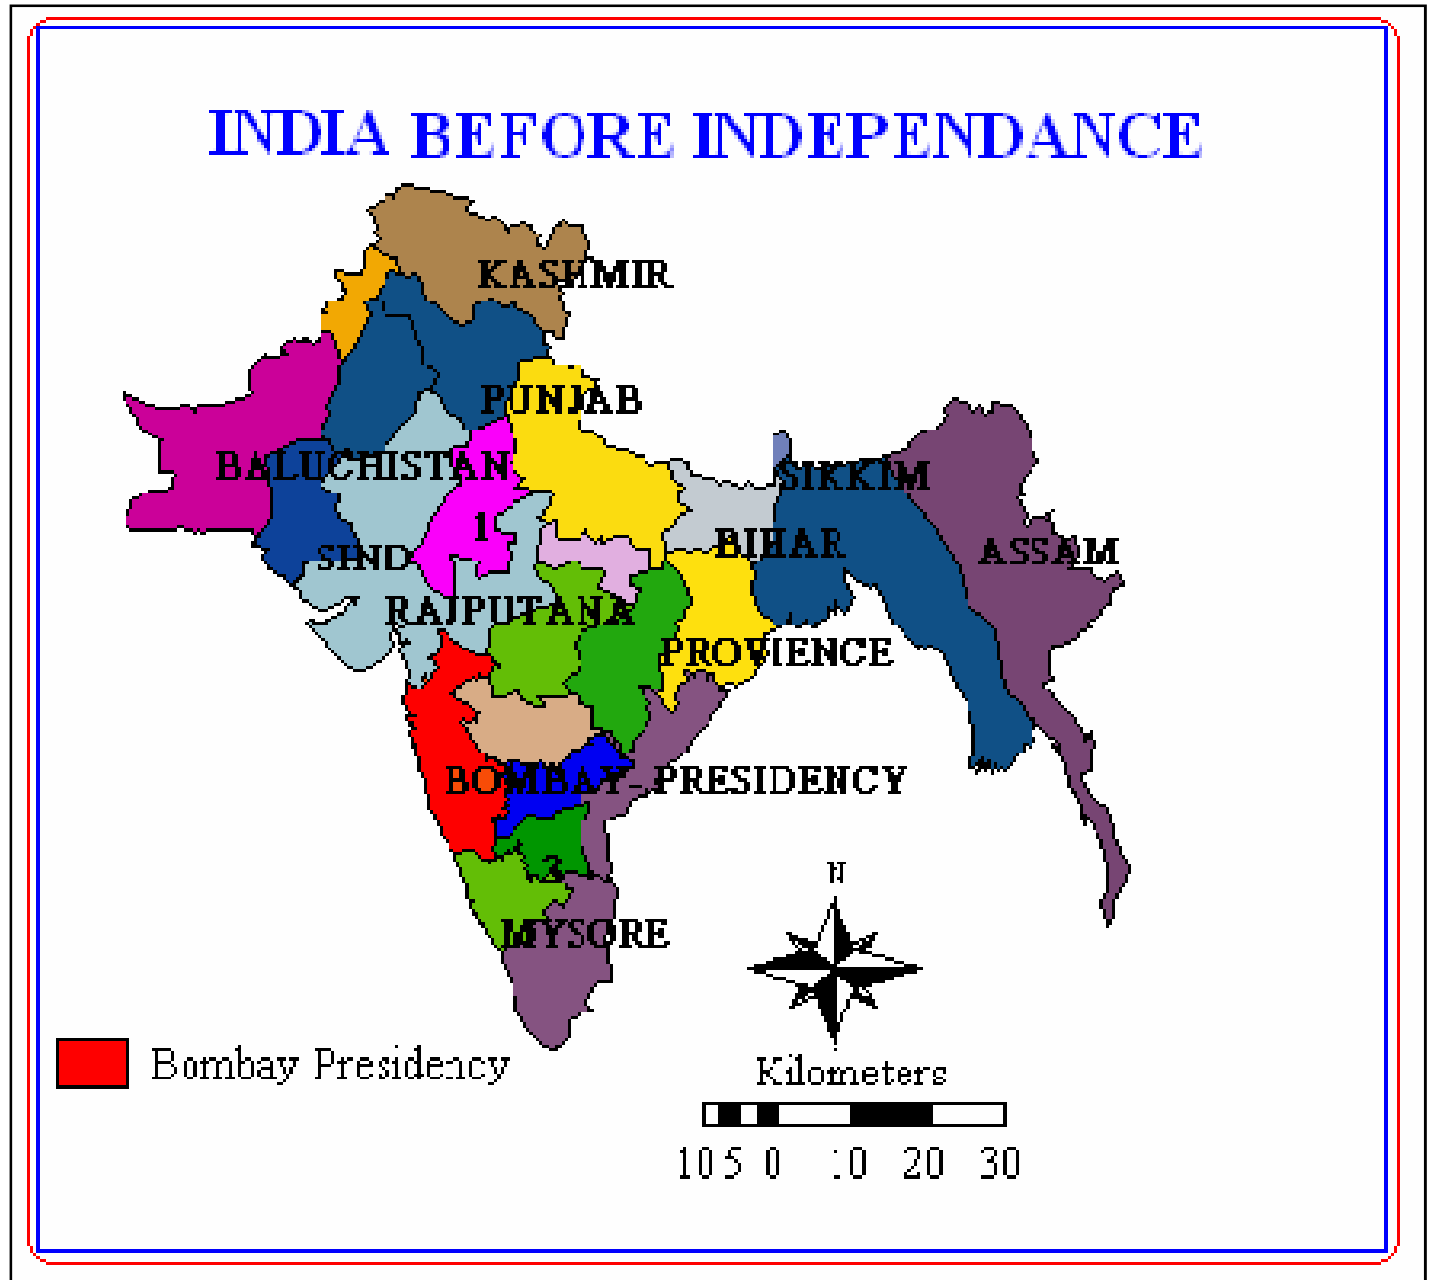 INDIA BEFORE INDEPENDANCE
KASHMIR
PUNJAB
BALUCHISTAN
SIKKIM
1
BIHAR
ASSAM
SIND
RAJPUTANA
PROVIENCE
BOMBAY- PRESIDENCY
3
N
MYSORE
Bombay Presidency
Kilometers
10 5 0 10 20 30